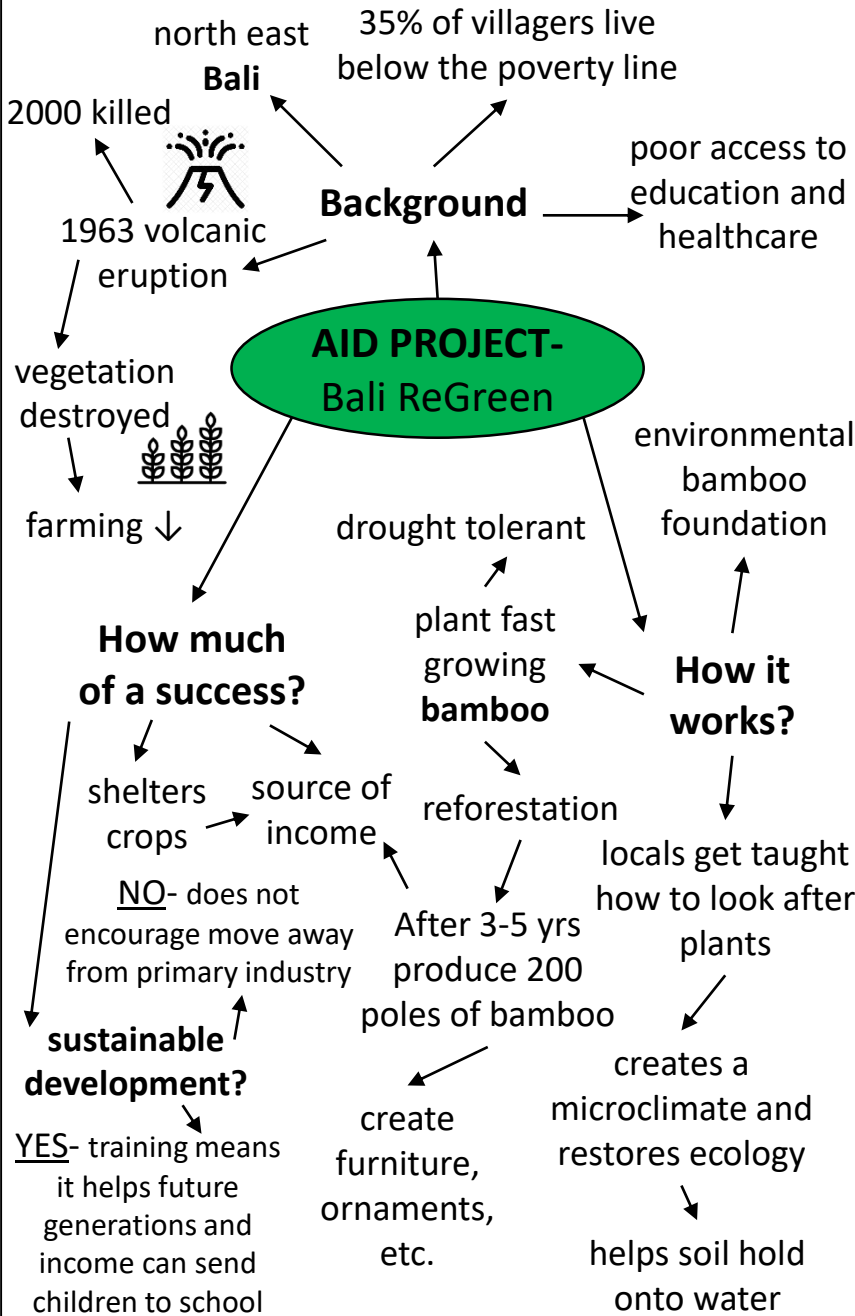 north east
Bali
35% of villagers live
below the poverty line
2000 killed
poor access to
education and
healthcare
Background
1963 volcanic
eruption
AID PROJECT-
Bali ReGreen
vegetation
destroyed
farming ↓
environmental
bamboo
foundation
drought tolerant
plant fast
growing
bamboo
How much
of a success?
How it
works?
shelters
crops
source of
income
reforestation
locals get taught
how to look after
plants
NO- does not
encourage move away
from primary industry
After 3-5 yrs
produce 200
poles of bamboo
sustainable
development?
creates a
microclimate and
restores ecology
YES- training means
it helps future
generations and
income can send
children to school
create
furniture,
ornaments,
etc.
helps soil hold
onto water